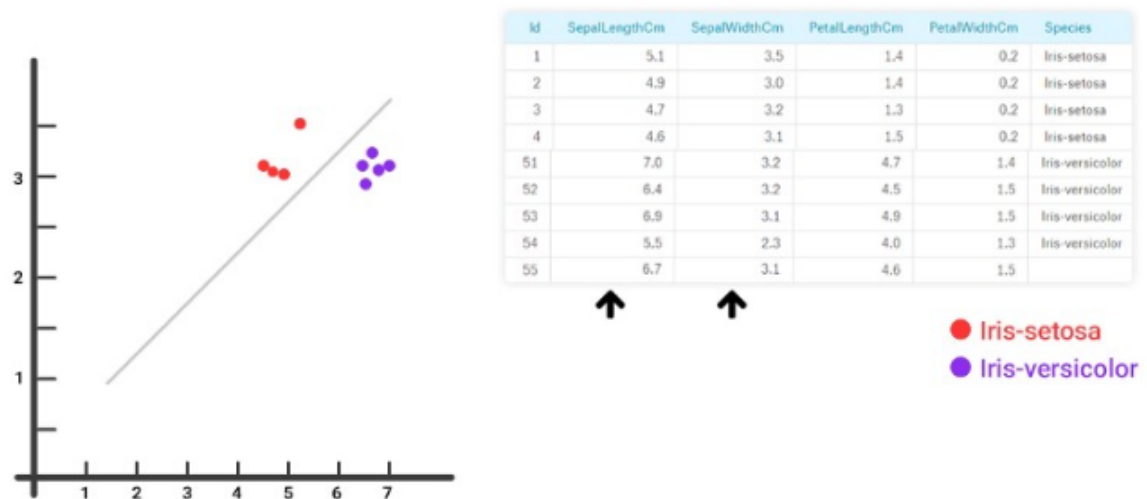 Id SepalLengthCm SepalWidthCm PetalLengthCm PetalWidthCm Species
1 5.1 3.5 1.4 0.2 Iris-setosa
2 4.9 3.0 1.4 0.2 Iris-setosa
3 4.7 3.2 1.3 0.2 Iris-setosa
4 4.6 3.1 1.5 0.2 Iris-setosa
51 7.0 3.2 4.7 1.4 Iris-versicolor
52 6.4 3.2 4.5 1.5 Iris-versicolor
53 6.9 3.1 4.9 1.5 Iris-versicolor
54 5.5 2.3 4.0 1.3 Iris-versicolor
55 6.7 3.1 4.6 1.5
3
2
1
1 2 3 4 5 6 7
Iris-setosa
Iris-versicolor